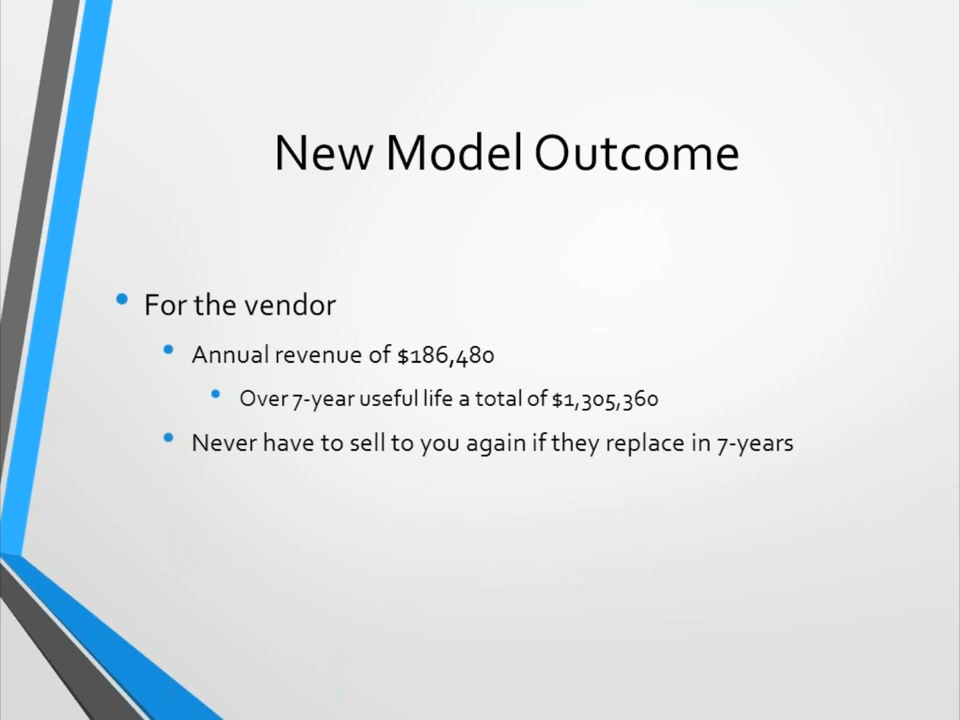 New Model Outcome
For the vendor
Annual revenue of $186,480
Over 7-year useful life a total of $1,305,360
Never have to sell to you again if they replace in 7-years